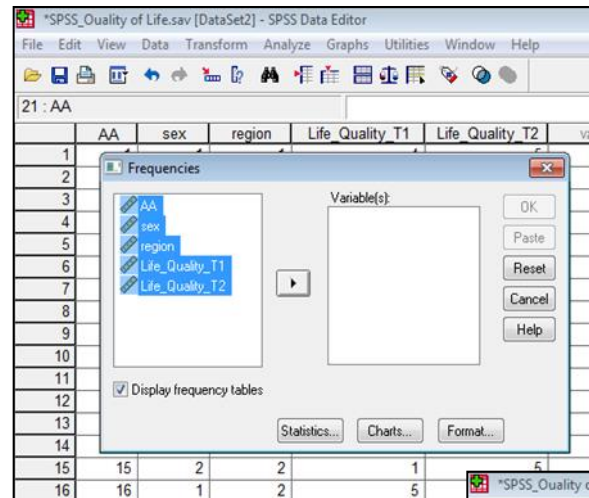 *SPSS_Ouality of Life.sav [DataSet2] - SPSS Data Editor
File Edit View Data Transform Analyze Graphs Utilities Window Help
21 : AA
AA sex region Life_Quality_T1 Life_Quality_T2
1
2
3
4
5
6
7
8
9
10
11
12
13
14
15 15 2 2 1 5
16 16 1 2 5
Frequencies
AA
sex
region
Life_Quality_T1
Life_Quality_T2
Variable(s):
OK
Paste
Reset
Cancel
Help
Display frequency tables
Statistics... Charts... Format...
*SPSS_Ouality